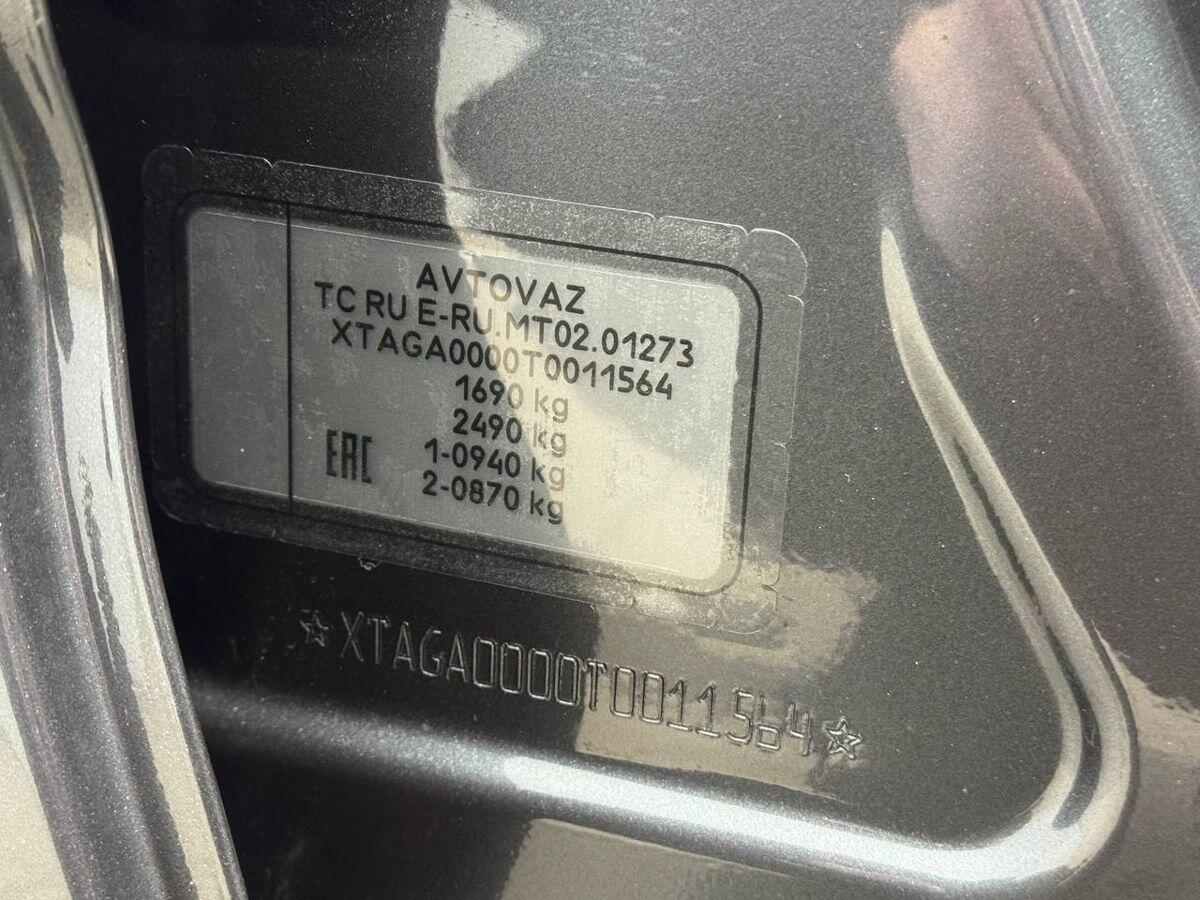 AVTOVAZ
TC RU E-RU.MT02.01273
XTAGA0000T0011564
1690 kg
2490 kg
1-0940 kg
EAC
2-0870 kg
☆XTAGA0000T0011564☆